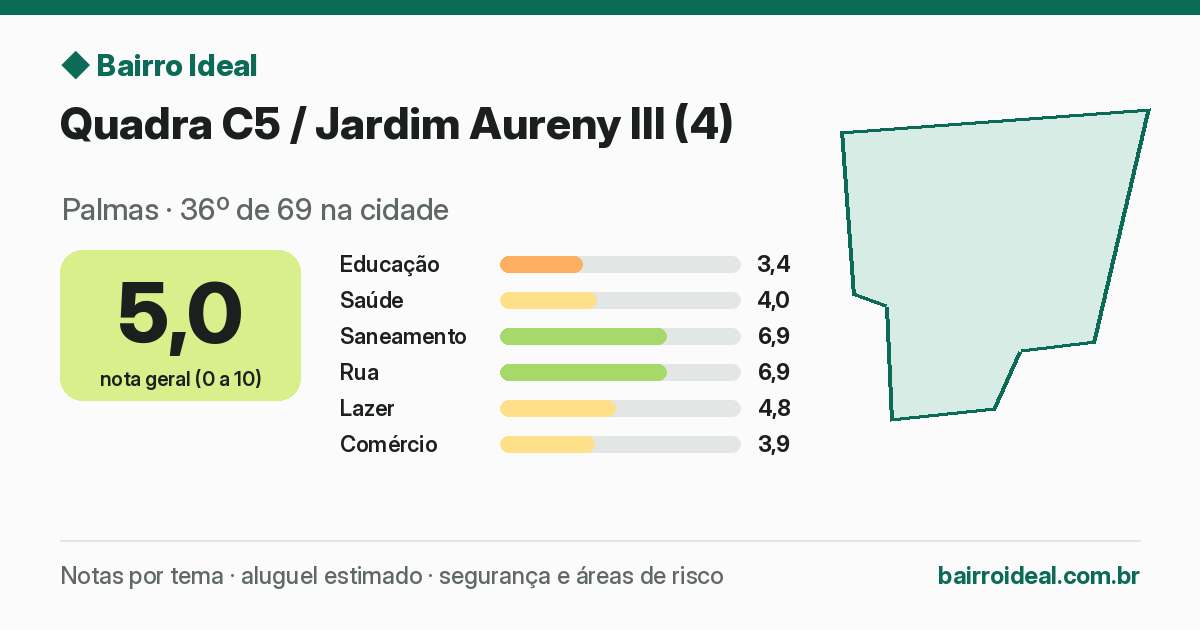 Bairro Ideal
Quadra C5 / Jardim Aureny III (4)
Palmas · 36º de 69 na cidade
5,0
nota geral (0 a 10)
Educação 3,4
Saúde 4,0
Saneamento 6,9
Rua 6,9
Lazer 4,8
Comércio 3,9
Notas por tema · aluguel estimado · segurança e áreas de risco
bairroideal.com.br